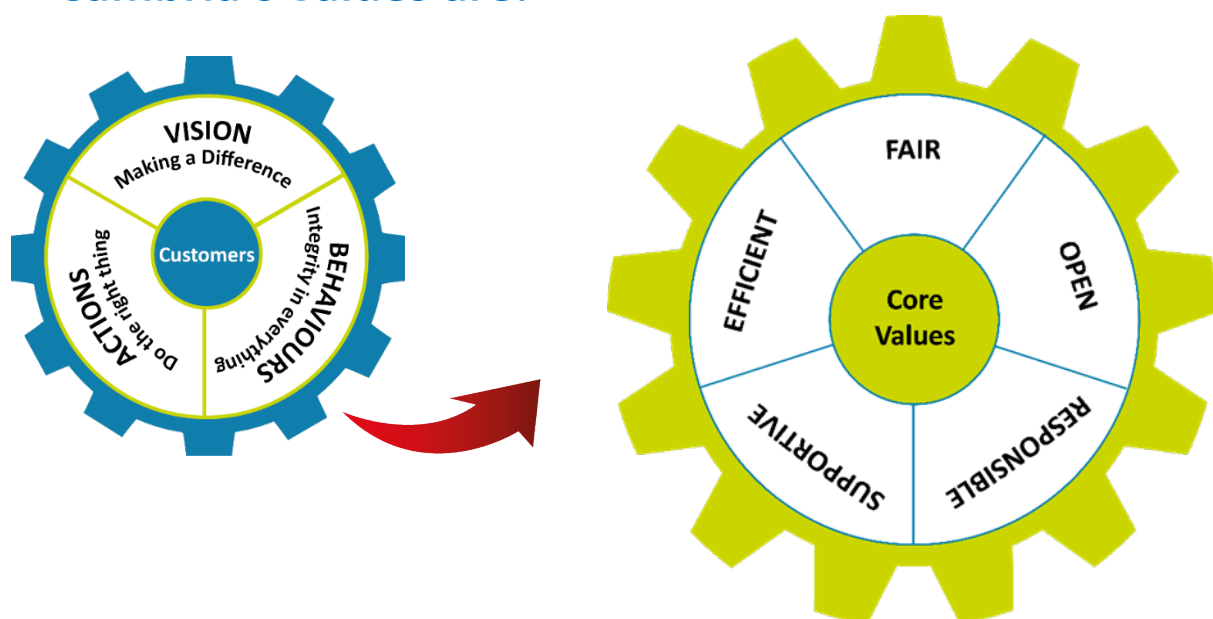 VISION
Making a Difference
BEHAVIOURS
Integrity in everything
ACTIONS
Do the right thing
Customers
FAIR
OPEN
RESPONSIBLE
SUPPORTIVE
EFFICIENT
Core
Values